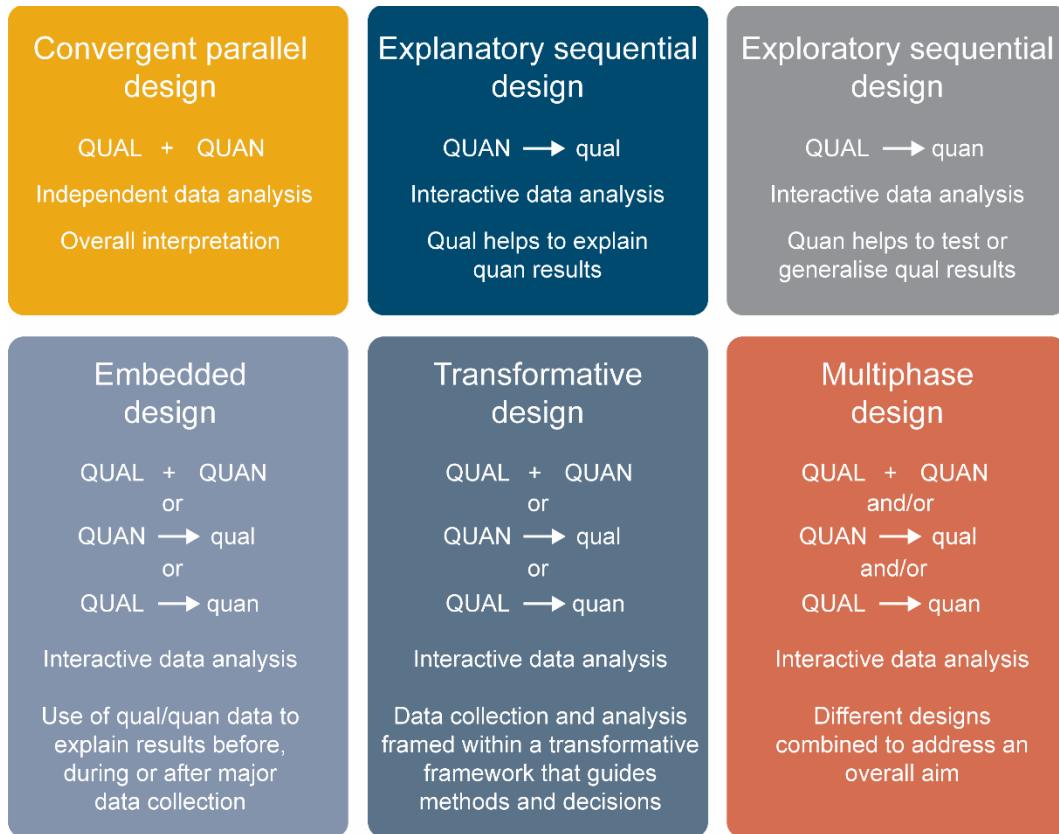 Convergent parallel
design
QUAL + QUAN
Independent data analysis
Overall interpretation
Explanatory sequential
design
QUAN → qual
Interactive data analysis
Qual helps to explain
quan results
Exploratory sequential
design
QUAL → quan
Interactive data analysis
Quan helps to test or
generalise qual results
Embedded
design
QUAL + QUAN
or
QUAN → qual
or
QUAL → quan
Interactive data analysis
Use of qual/quan data to
explain results before,
during or after major
data collection
Transformative
design
QUAL + QUAN
or
QUAN → qual
or
QUAL → quan
Interactive data analysis
Data collection and analysis
framed within a transformative
framework that guides
methods and decisions
Multiphase
design
QUAL + QUAN
and/or
QUAN → qual
and/or
QUAL → quan
Interactive data analysis
Different designs
combined to address an
overall aim